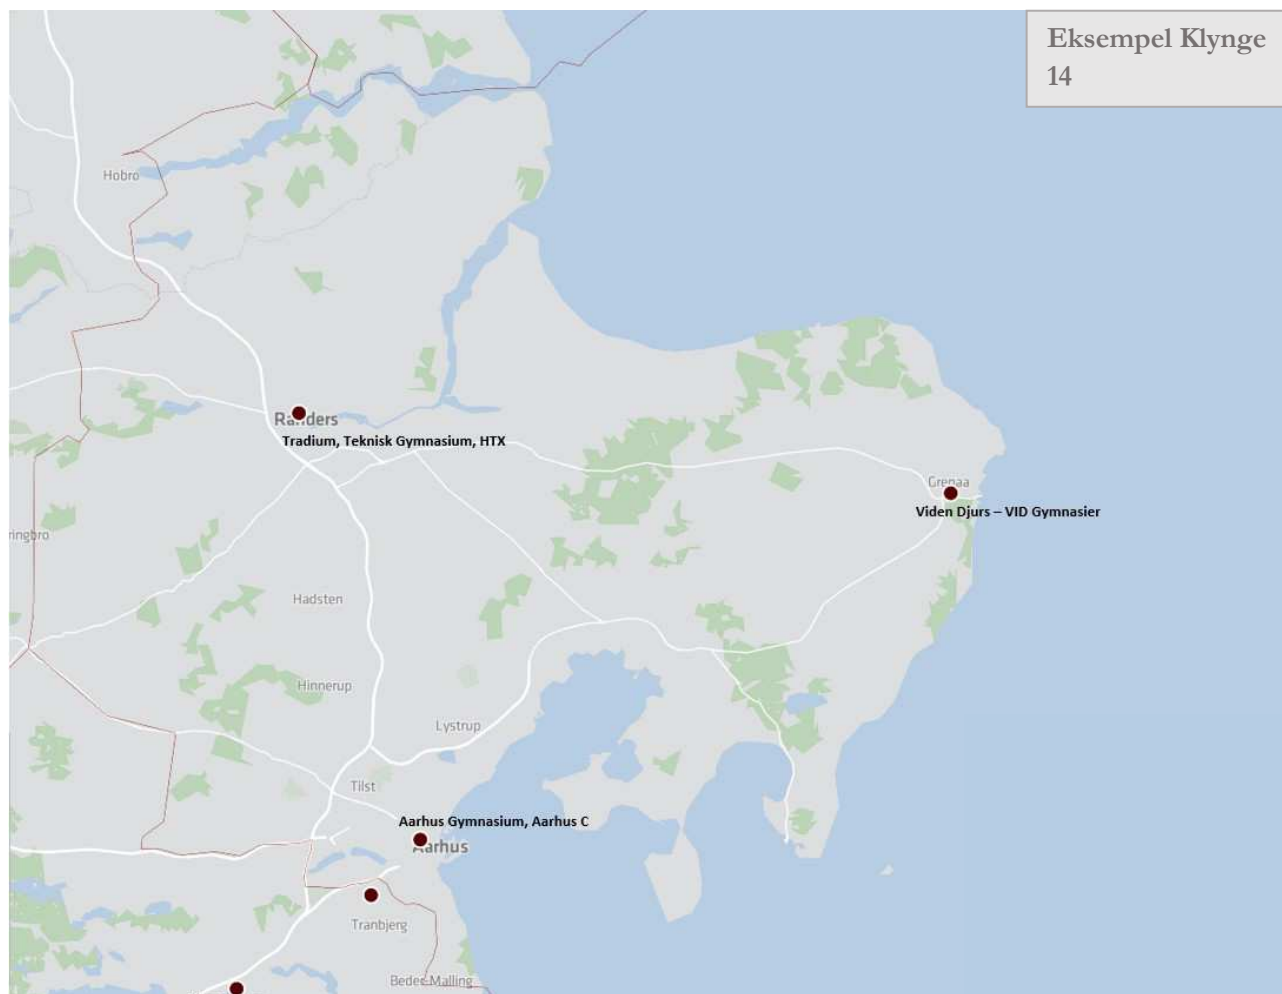 Eksempel Klynge
14
Hobro
Randers
Tradium, Teknisk Gymnasium, HTX
Grenaa
Viden Djurs – VID Gymnasier
ringbro
Hadsten
Hinnerup
Lystrup
Tilst
Aarhus Gymnasium, Aarhus C
Aarhus
Tranbjerg
Beder-Malling